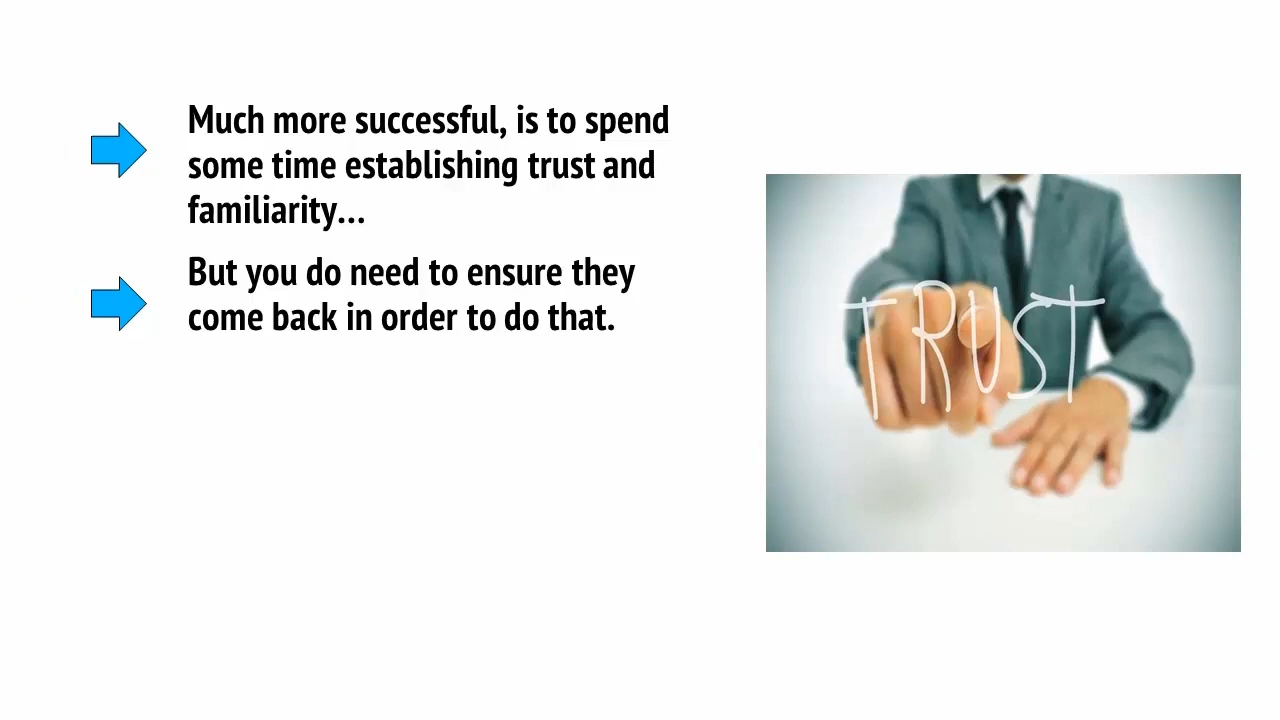 Much more successful, is to spend
some time establishing trust and
familiarity...
But you do need to ensure they
come back in order to do that.
TRUST